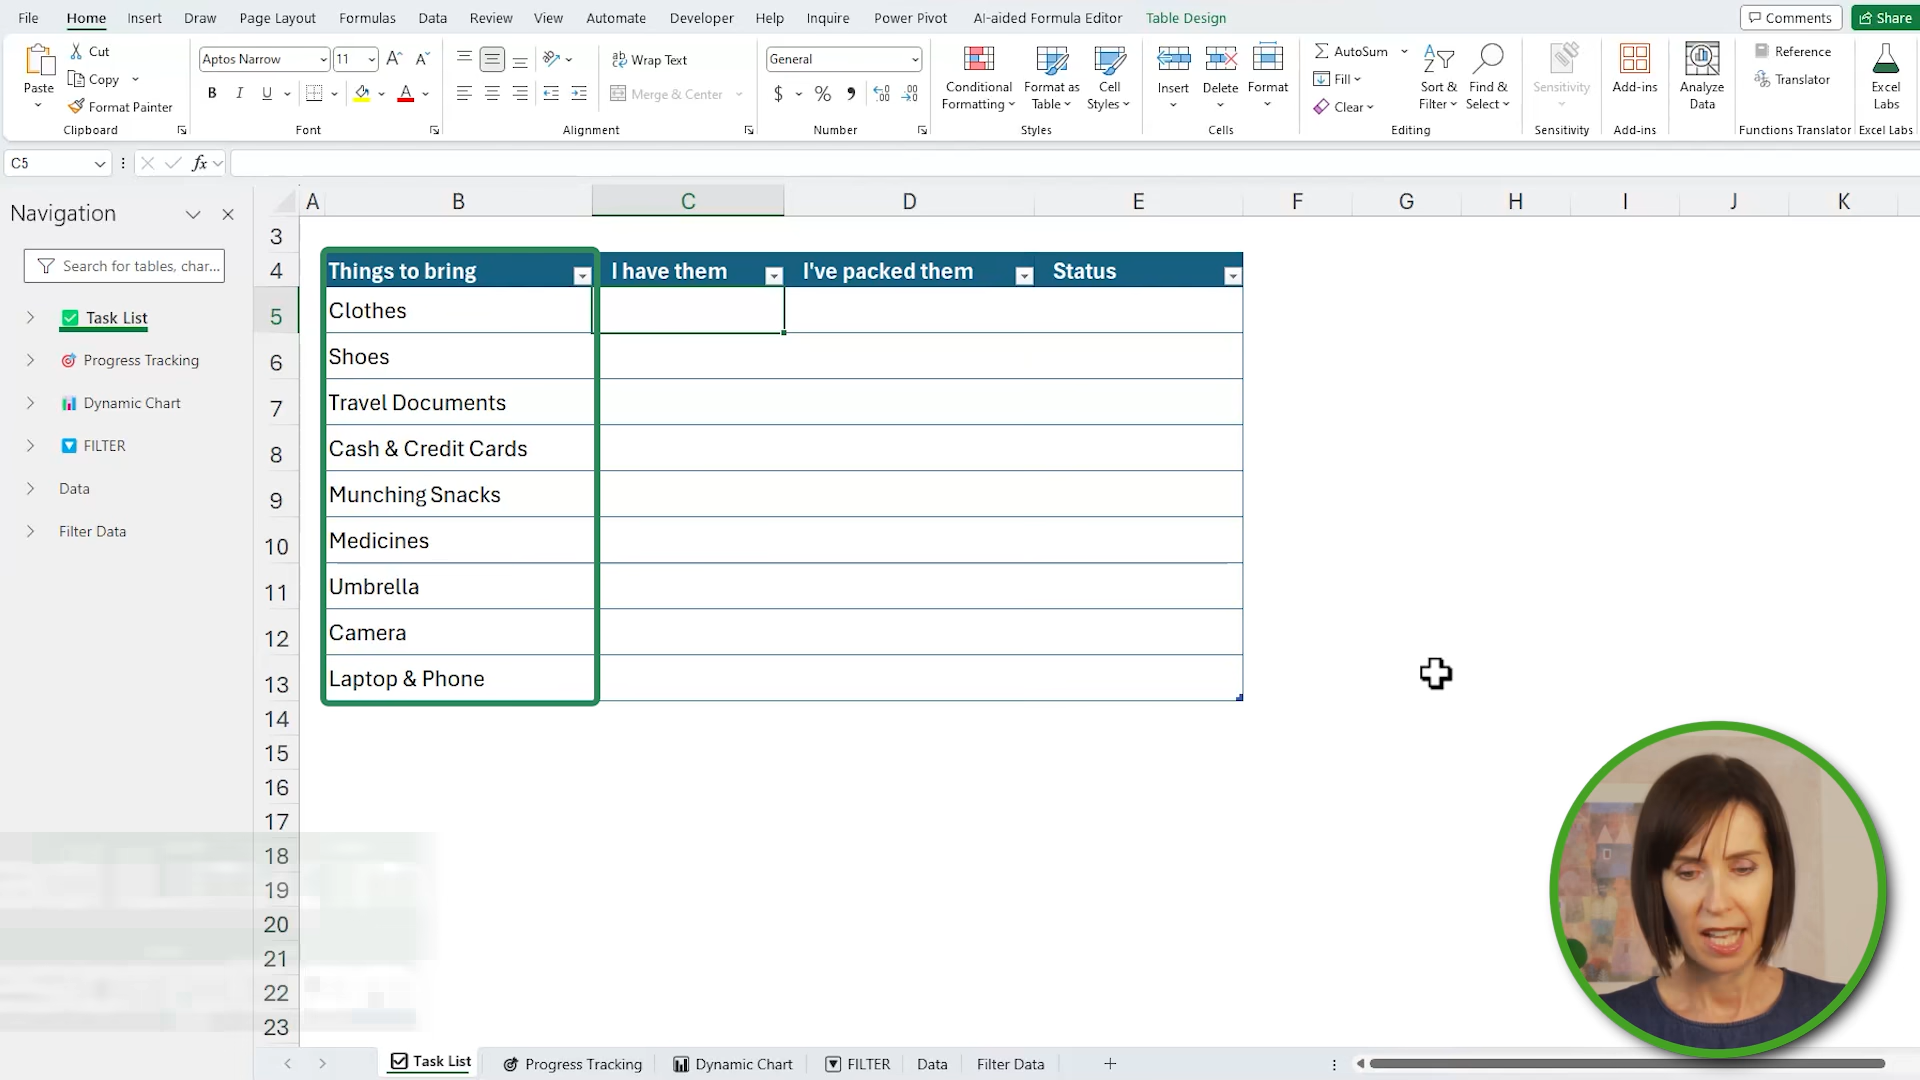 File Home Insert Draw Page Layout Formulas Data Review View Automate Developer Help Inquire Power Pivot AI-aided Formula Editor Table Design Comments Share
Paste
Cut
Copy
Format Painter
Clipboard
Aptos Narrow 11
B I U
Font
Wrap Text
Merge & Center
Alignment
General
$ % 9
Number
Conditional Formatting
Format as Table
Cell Styles
Styles
Insert
Delete
Format
Cells
AutoSum
Fill
Clear
Sort & Filter
Find & Select
Editing
Sensitivity
Sensitivity
Add-ins
Add-ins
Analyze Data
Reference
Translator
Functions Translator
Excel Labs
Excel Labs
C5 fx
Navigation
Search for tables, char...
Task List
Progress Tracking
Dynamic Chart
FILTER
Data
Filter Data
A B C D E F G H I J K
3
4 Things to bring I have them I've packed them Status
5 Clothes
6 Shoes
7 Travel Documents
8 Cash & Credit Cards
9 Munching Snacks
10 Medicines
11 Umbrella
12 Camera
13 Laptop & Phone
14
15
16
17
18
19
20
21
22
23
Task List Progress Tracking Dynamic Chart FILTER Data Filter Data